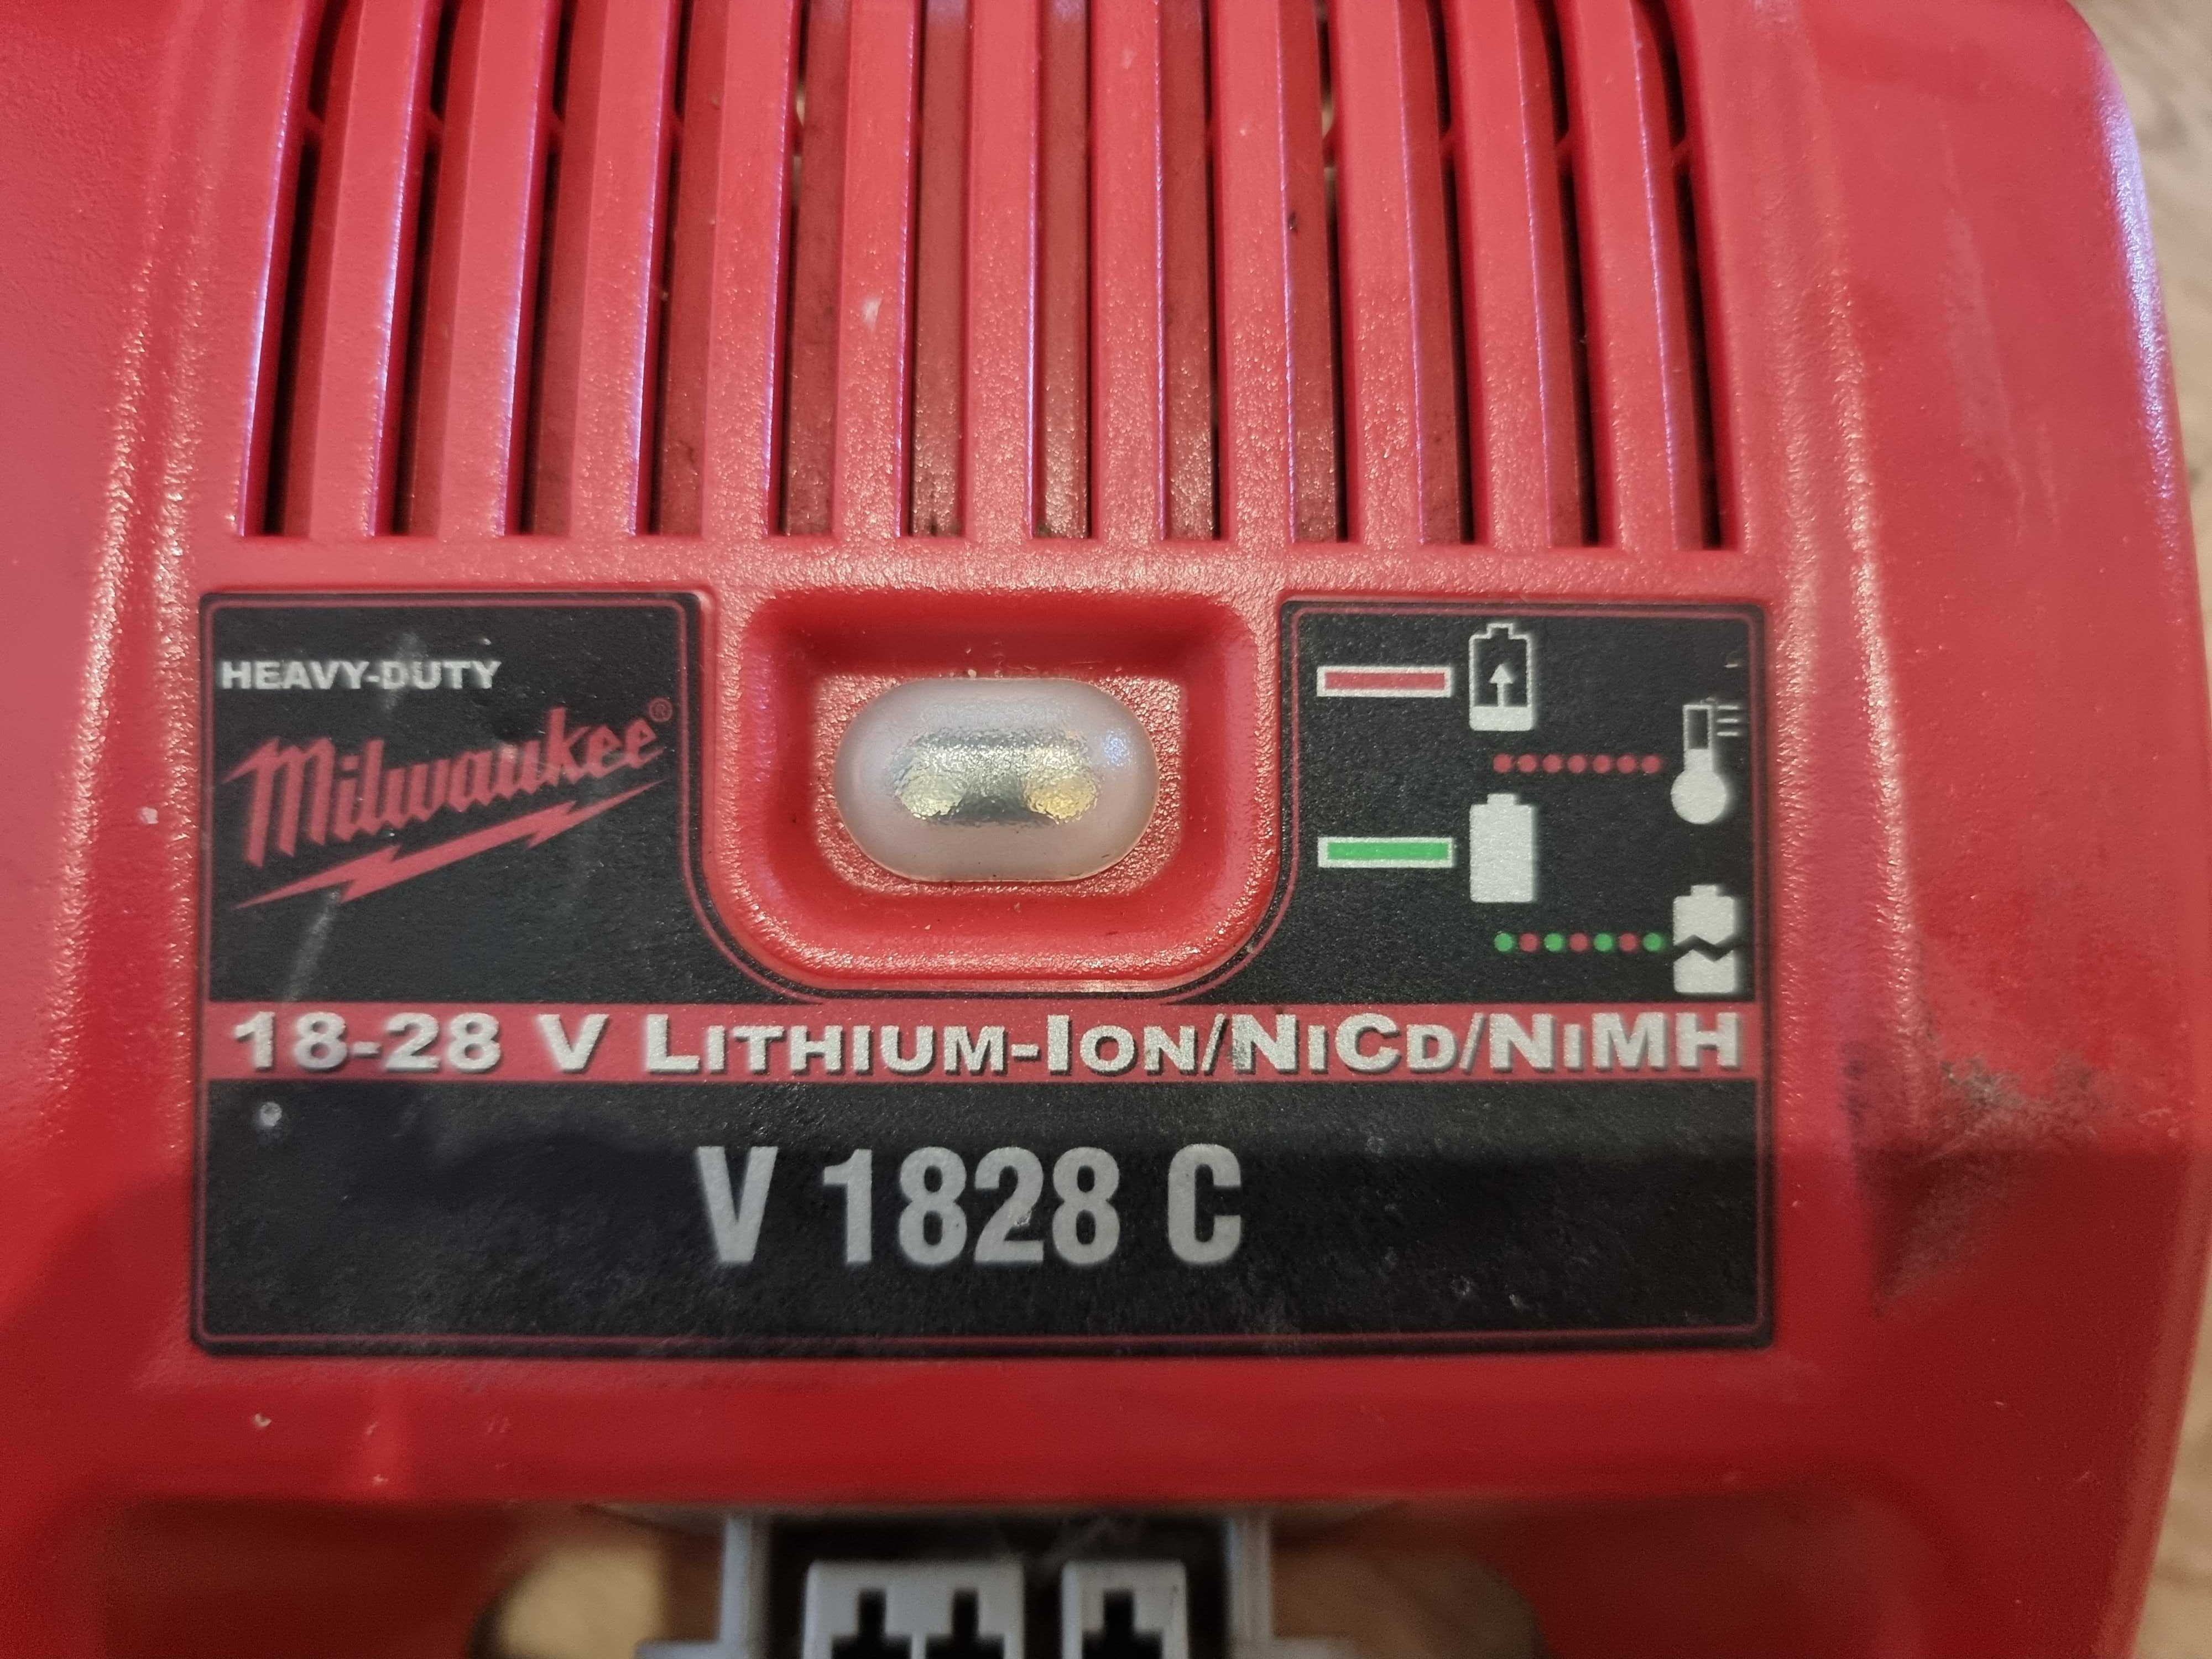 HEAVY-DUTY
Milwaukee®
18-28 V LITHIUM-ION/NICD/NIMH
V 1828 C